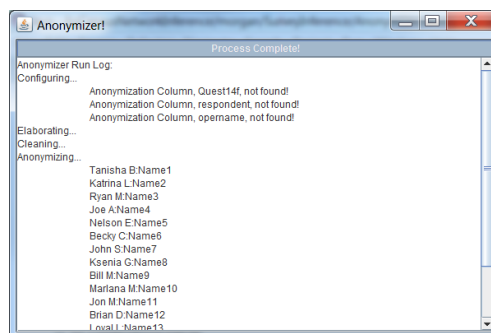 Anonymizer!
Process Complete!
Anonymizer Run Log:
Configuring...
Anonymization Column, Quest14f, not found!
Anonymization Column, respondent, not found!
Anonymization Column, opername, not found!
Elaborating...
Cleaning...
Anonymizing...
Tanisha B:Name1
Katrina L:Name2
Ryan M:Name3
Joe A:Name4
Nelson E:Name5
Becky C:Name6
John S:Name7
Ksenia G:Name8
Bill M:Name9
Marlana M:Name10
Jon M:Name11
Brian D:Name12
Loyal L:Name13